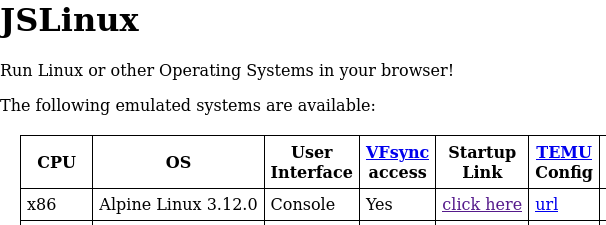 JSLinux
Run Linux or other Operating Systems in your browser!
The following emulated systems are available:
CPU OS User Interface VFsync access Startup Link TEMU Config
x86 Alpine Linux 3.12.0 Console Yes click here url